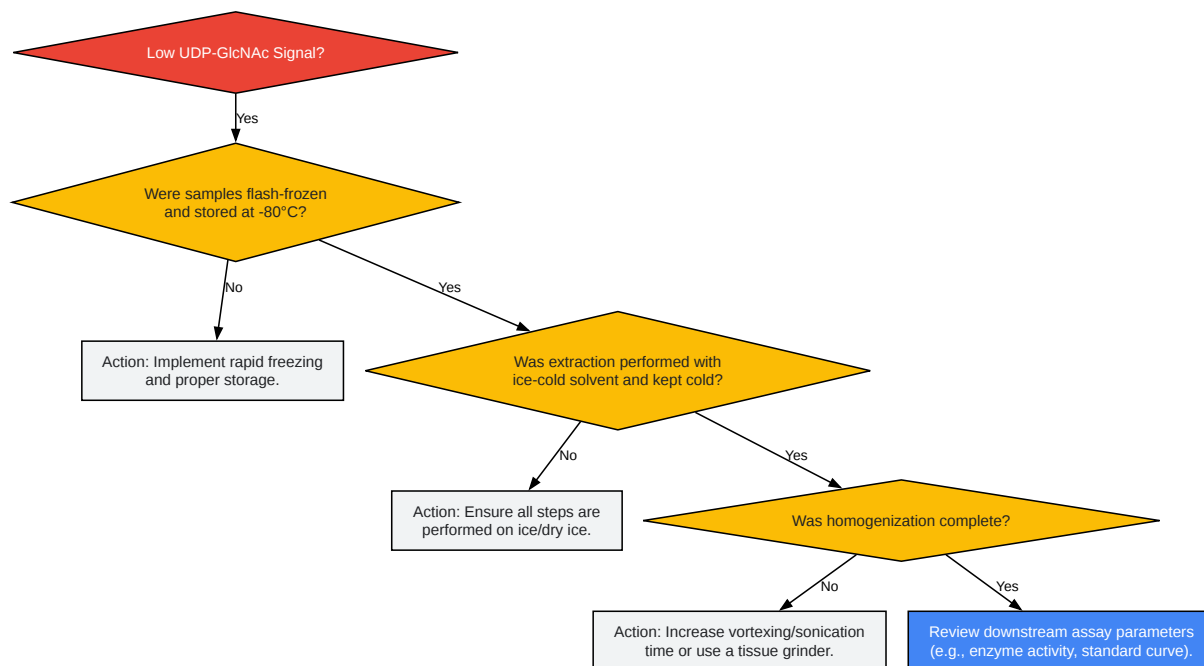 Low UDP-GlcNAc Signal?
Yes
Were samples flash-frozen
and stored at -80°C?
No
Yes
Action: Implement rapid freezing
and proper storage.
Was extraction performed with
ice-cold solvent and kept cold?
No
Yes
Action: Ensure all steps are
performed on ice/dry ice.
Was homogenization complete?
No
Yes
Action: Increase vortexing/sonication
time or use a tissue grinder.
Review downstream assay parameters
(e.g., enzyme activity, standard curve).